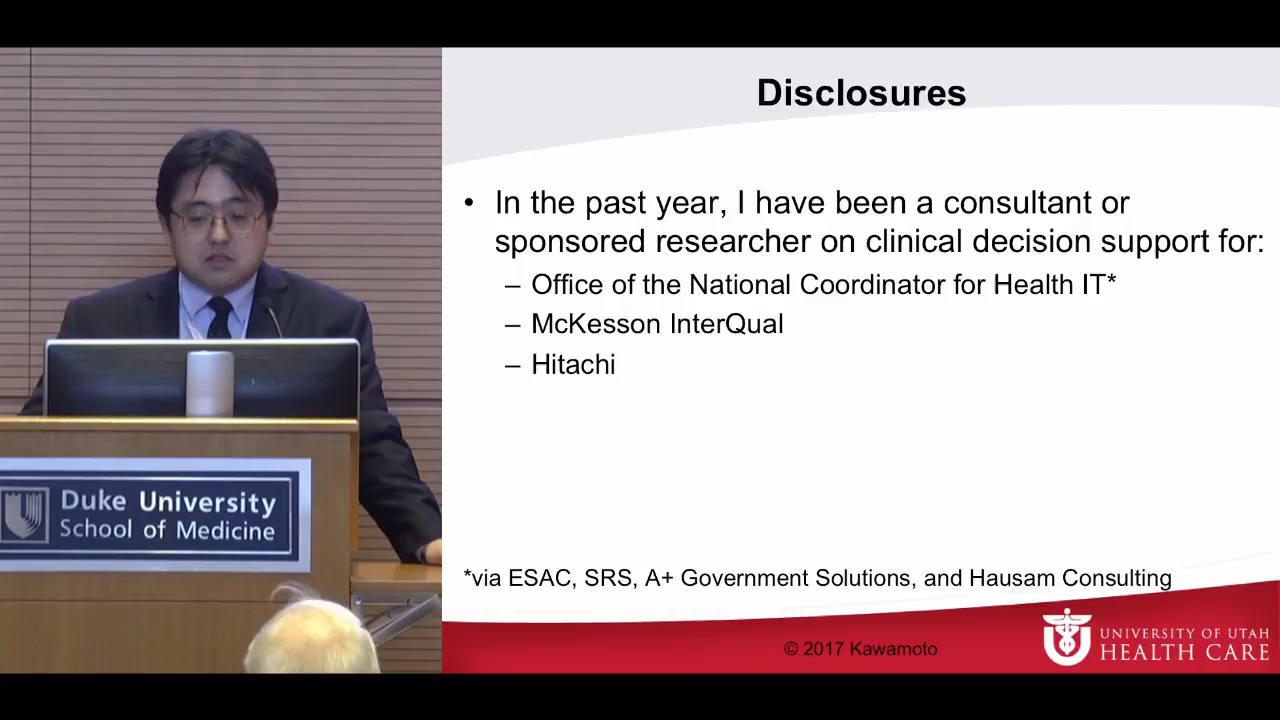 Disclosures
• In the past year, I have been a consultant or
sponsored researcher on clinical decision support for:
– Office of the National Coordinator for Health IT*
– McKesson InterQual
– Hitachi
*via ESAC, SRS, A+ Government Solutions, and Hausam Consulting
© 2017 Kawamoto
UNIVERSITY OF UTAH
HEALTH CARE
Duke University
School of Medicine